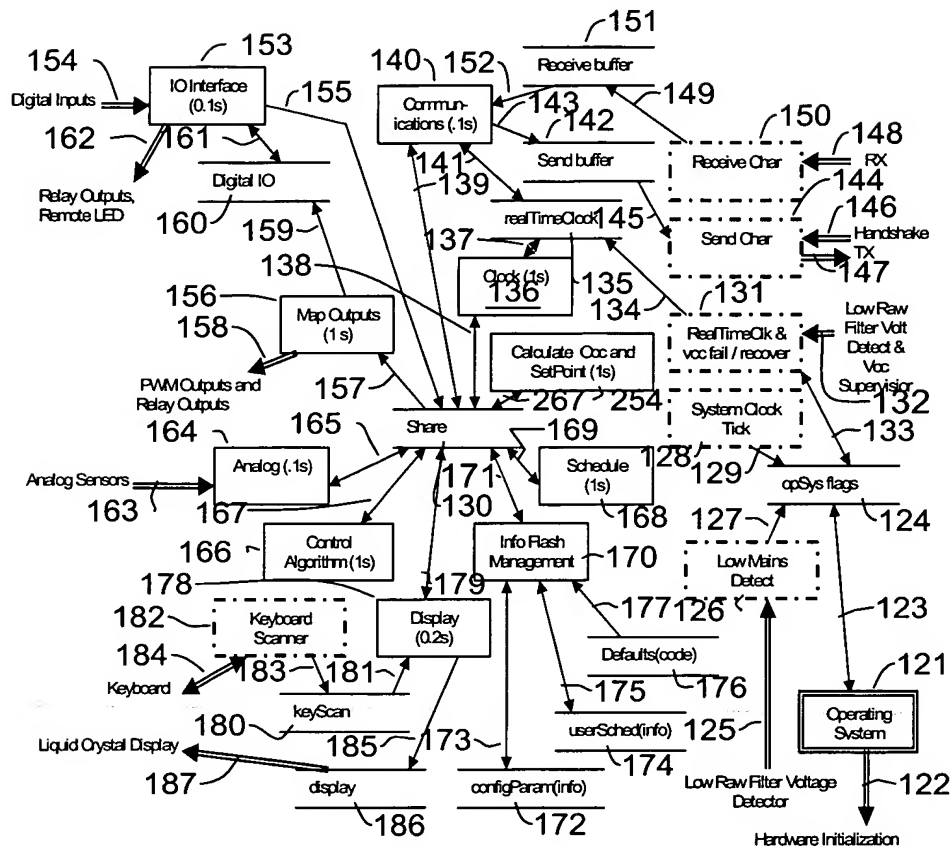 151
153
154
140
152
Receive buffer
IO Interface
(0.1s)
Digital Inputs
155
Commun-
ications (.1s)
143
142
149
150
162
161
141
Send buffer
Receive Char
148
RX
144
Relay Outputs,
Remote LED
Digital IO
160
139
145
146
Send Char
Handshake
TX
147
159
realTimeClock
137
138
Clock (1s)
136
135
134
131
156
158
Map Outputs
(1 s)
RealTimeClk &
vcc fail / recover
Low Raw
Filter Volt
Detect &
Vcc
Supervisior
Calculate Occ and
SetPoint (1s)
157
PWM Outputs and
Relay Outputs
267
254
132
164
165
Share
169
System Clock
Tick
128
129
133
Analog (.1s)
171
Schedule
(1s)
Analog Sensors
163
167
130
168
opSys flags
127
124
166
Control
Algorithm (1s)
Info Flash
Management
170
178
179
Low Mains
Detect
126
123
182
Keyboard
Scanner
Display
(0.2s)
177
184
183
181
Defaults(code)
176
121
Keyboard
keyScan
175
125
Operating
System
180
185
173
userSched(info)
174
Liquid Crystal Display
122
187
display
186
configParam(info)
172
Low Raw Filter Voltage
Detector
Hardware Initialization